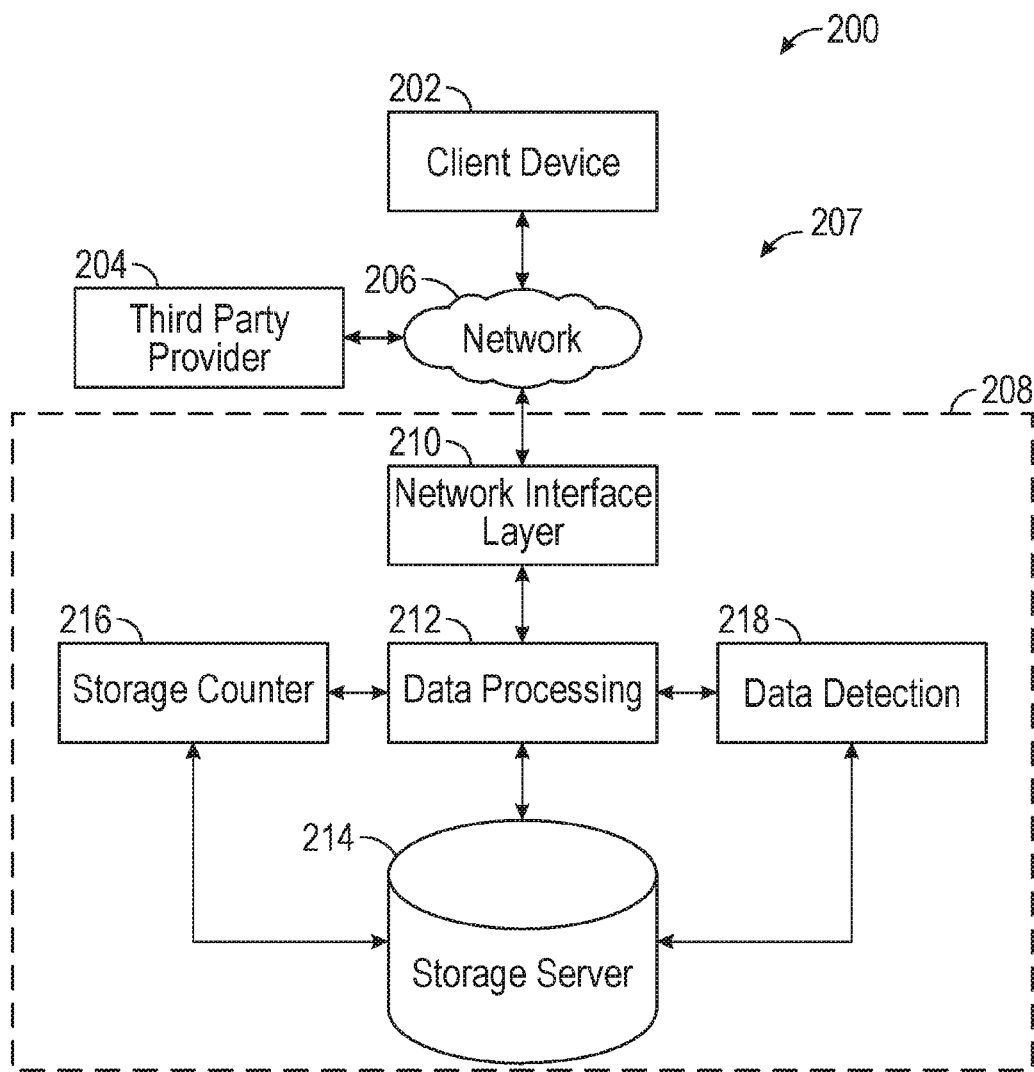 200
202
Client Device
207
204
Third Party
Provider
206
Network
208
210
Network Interface
Layer
216
Storage Counter
212
Data Processing
218
Data Detection
214
Storage Server